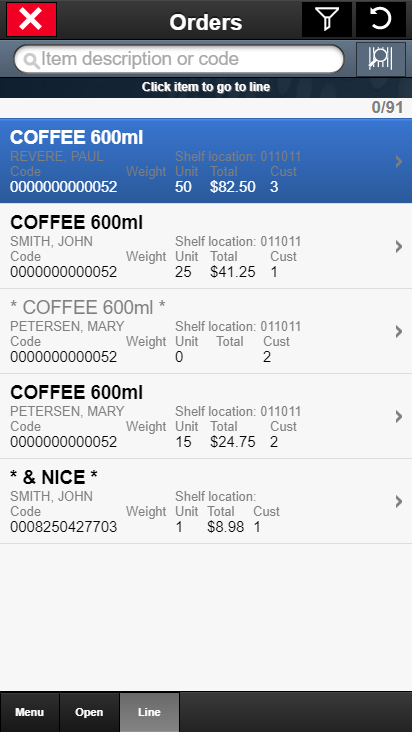 Orders
Item description or code
Click item to go to line
0/91
COFFEE 600ml
REVERE, PAUL Shelf location: 011011
Code Weight Unit Total Cust
0000000000052 50 $82.50 3
COFFEE 600ml
SMITH, JOHN Shelf location: 011011
Code Weight Unit Total Cust
0000000000052 25 $41.25 1
* COFFEE 600ml *
PETERSEN, MARY Shelf location: 011011
Code Weight Unit Total Cust
0000000000052 0 2
COFFEE 600ml
PETERSEN, MARY Shelf location: 011011
Code Weight Unit Total Cust
0000000000052 15 $24.75 2
* & NICE *
SMITH, JOHN Shelf location:
Code Weight Unit Total Cust
0008250427703 1 $8.98 1
Menu Open Line